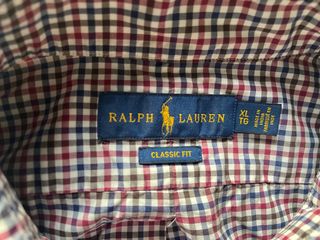 RALPH LAUREN
CLASSIC FIT
XL
TG